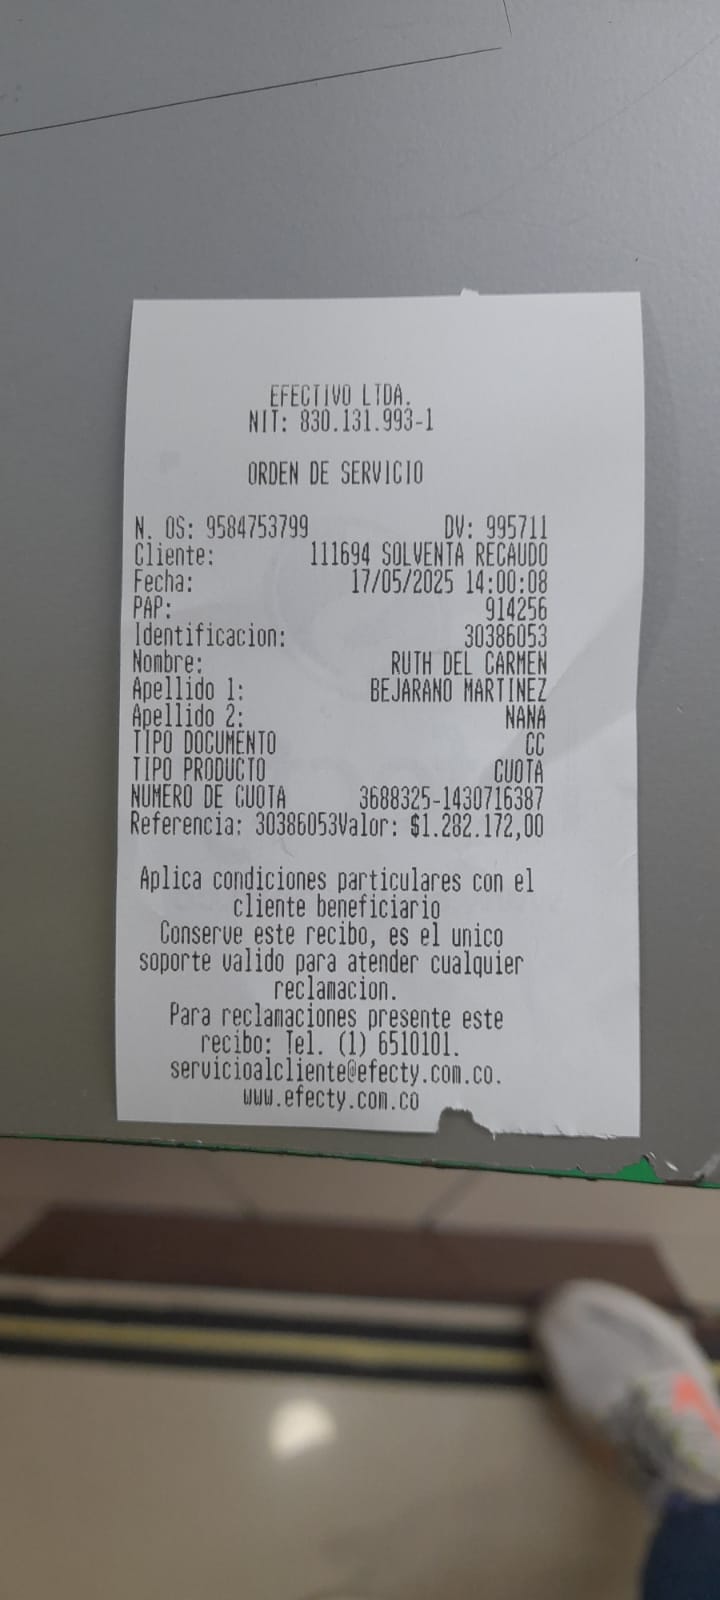 EFECTIVO LTDA.
NIT: 830.131.993-1
ORDEN DE SERVICIO
N. OS: 9584753799 DV: 995711
Cliente: 111694 SOLVENTA RECAUDO
Fecha: 17/05/2025 14:00:08
PAP: 914256
Identificacion: 30386053
Nombre: RUTH DEL CARMEN
Apellido 1: BEJARANO MARTINEZ
Apellido 2: NANA
TIPO DOCUMENTO CC
TIPO PRODUCTO CUOTA
NUMERO DE CUOTA 3688325-1430716387
Referencia: 30386053Valor: $1.282.172,00
Aplica condiciones particulares con el
cliente beneficiario
Conserve este recibo, es el unico
soporte valido para atender cualquier
reclamacion.
Para reclamaciones presente este
recibo: Tel. (1) 6510101.
servicioalcliente@efecty.com.co.
www.efecty.com.co